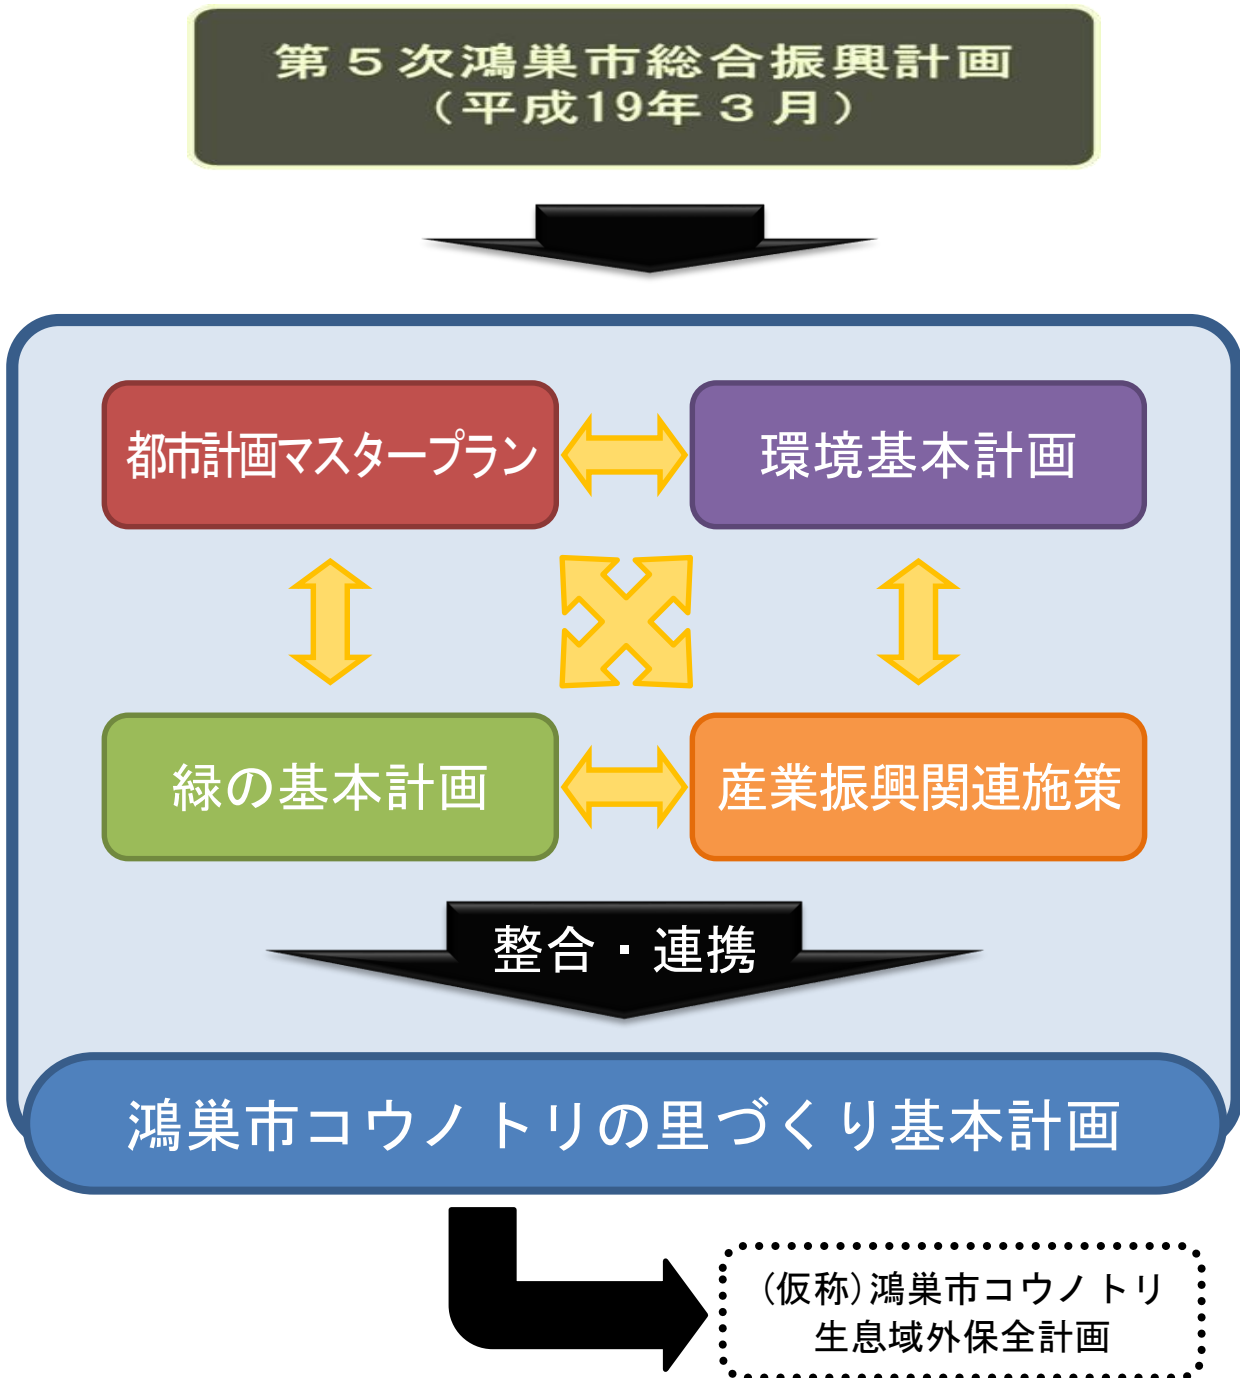 第５次鴻巣市総合振興計画
（平成19年３月）
都市計画マスタープラン
環境基本計画
緑の基本計画
産業振興関連施策
整合・連携
鴻巣市コウノトリの里づくり基本計画
(仮称)鴻巣市コウノトリ
生息域外保全計画